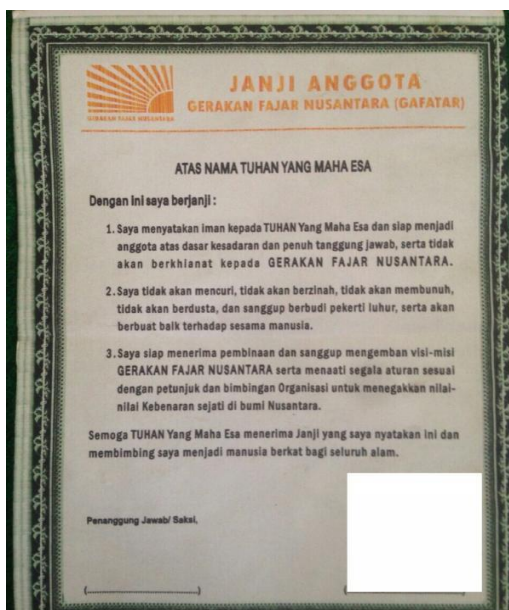 JANJI ANGGOTA
GERAKAN FAJAR NUSANTARA (GAFATAR)
GERAKAN FAJAR NUSANTARA
ATAS NAMA TUHAN YANG MAHA ESA
Dengan ini saya berjanji :
1. Saya menyatakan iman kepada TUHAN Yang Maha Esa dan siap menjadi
anggota atas dasar kesadaran dan penuh tanggung jawab, serta tidak
akan berkhianat kepada GERAKAN FAJAR NUSANTARA.
2. Saya tidak akan mencuri, tidak akan berzinah, tidak akan membunuh,
tidak akan berdusta, dan sanggup berbudi pekerti luhur, serta akan
berbuat baik terhadap sesama manusia.
3. Saya siap menerima pembinaan dan sanggup mengemban visi-misi
GERAKAN FAJAR NUSANTARA serta menaati segala aturan sesuai
dengan petunjuk dan bimbingan Organisasi untuk menegakkan nilai-
nilai Kebenaran sejati di bumi Nusantara.
Semoga TUHAN Yang Maha Esa menerima Janji yang saya nyatakan ini dan
membimbing saya menjadi manusia berkat bagi seluruh alam.
Penanggung Jawab/ Saksi,
(____________________)